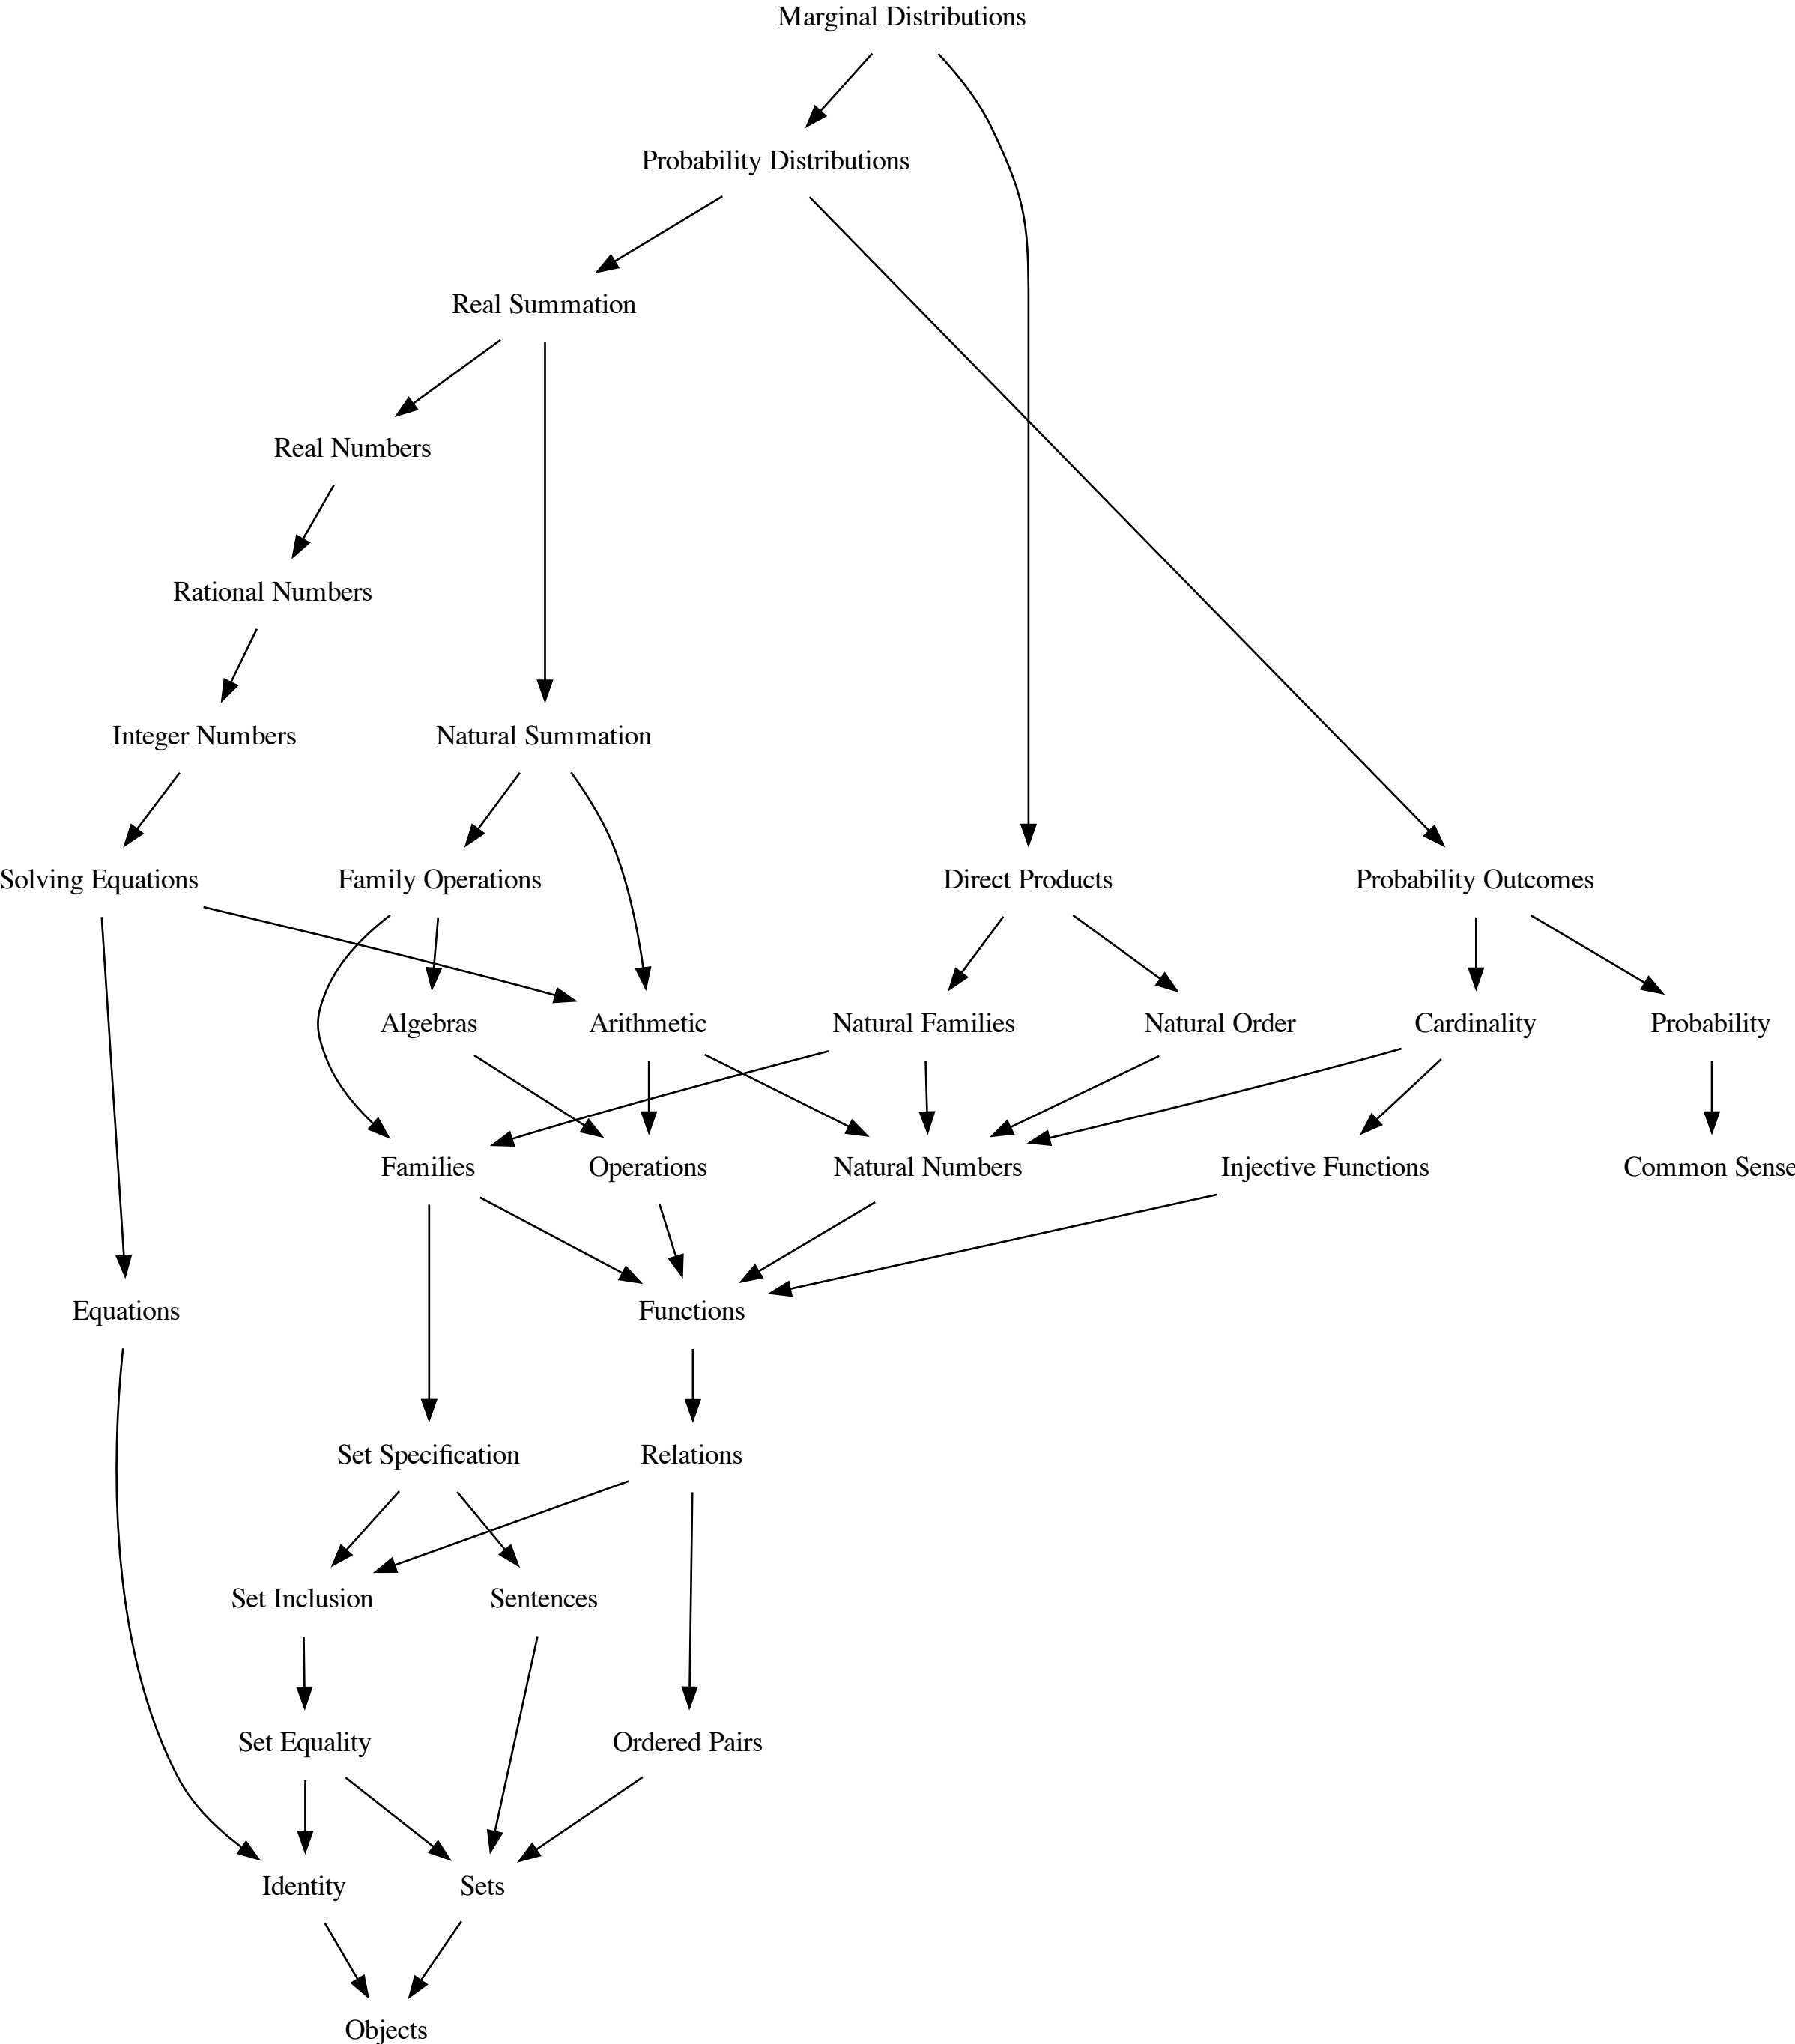 Marginal Distributions
Probability Distributions
Real Summation
Real Numbers
Rational Numbers
Integer Numbers
Natural Summation
Solving Equations
Family Operations
Direct Products
Probability Outcomes
Algebras
Arithmetic
Natural Families
Natural Order
Cardinality
Probability
Families
Operations
Natural Numbers
Injective Functions
Common Sense
Equations
Functions
Set Specification
Relations
Set Inclusion
Sentences
Set Equality
Ordered Pairs
Identity
Sets
Objects